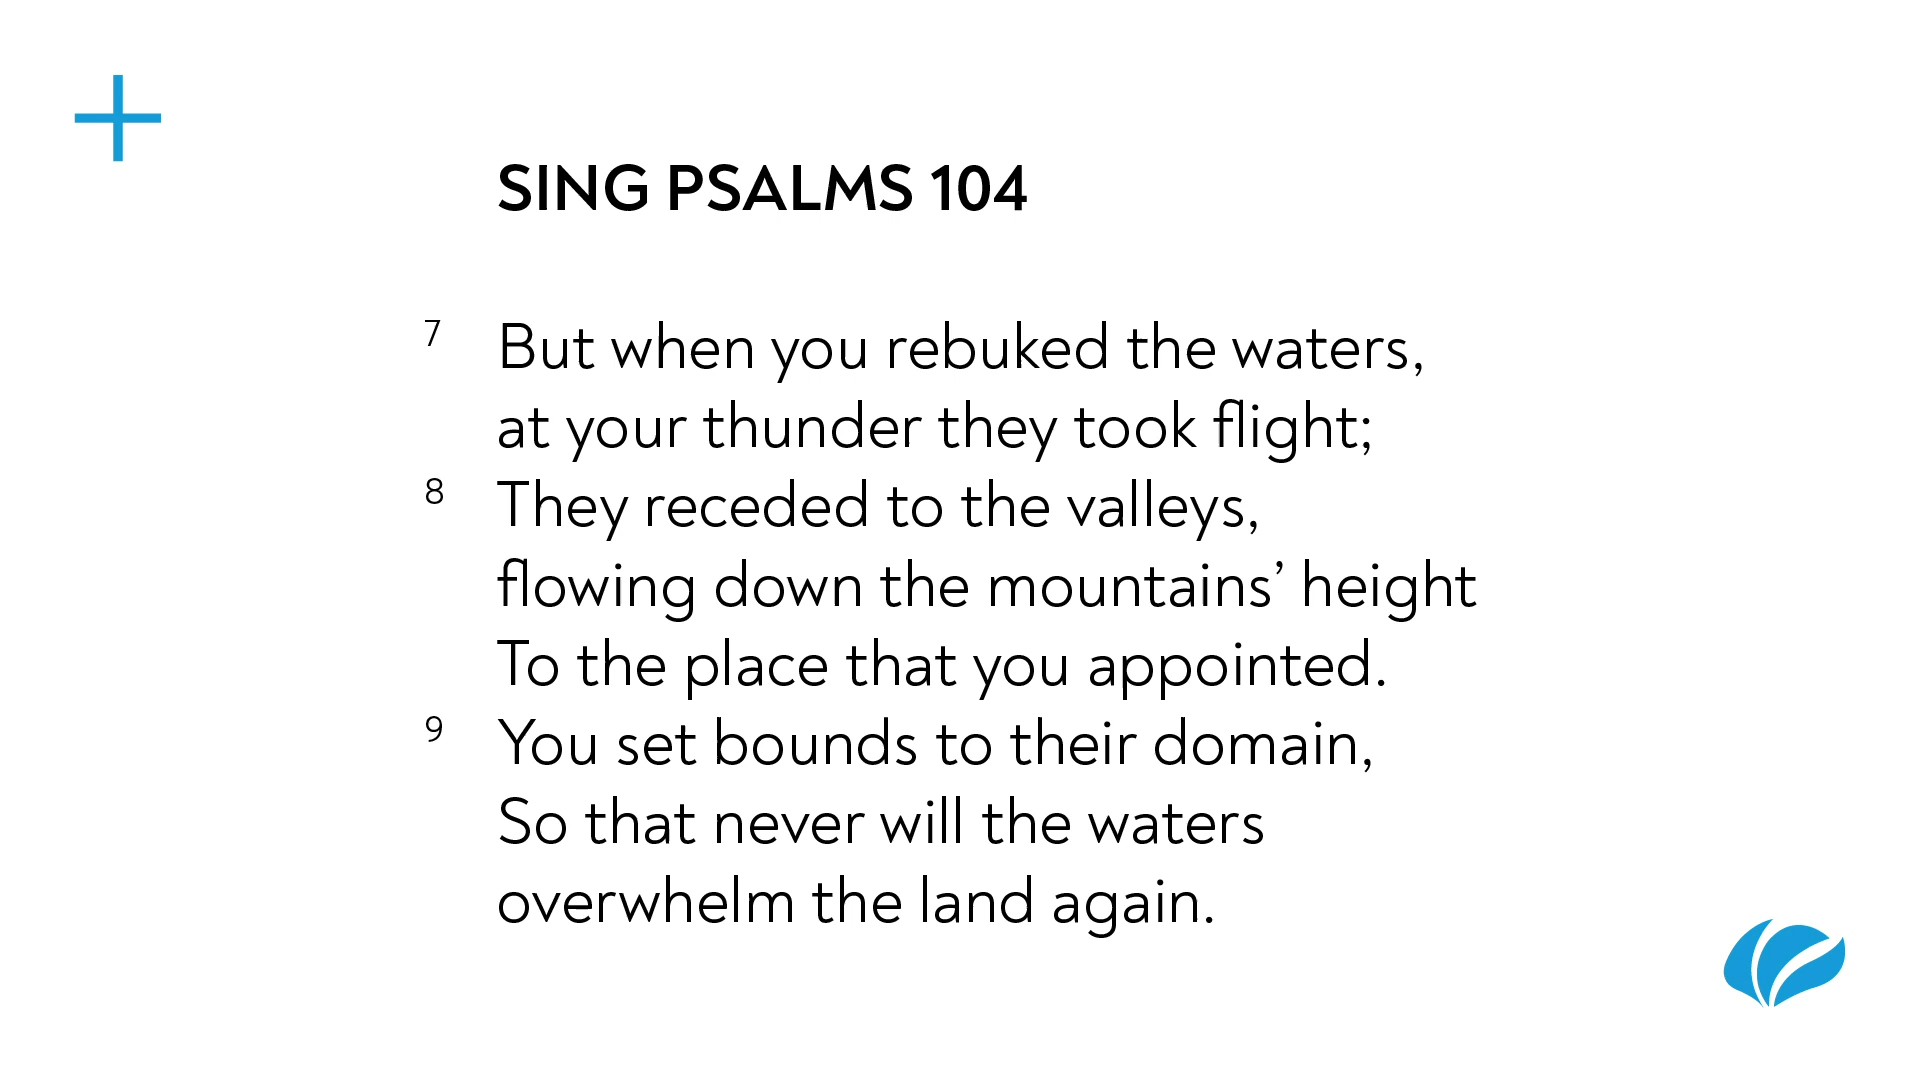 SING PSALMS 104
7 But when you rebuked the waters,
at your thunder they took flight;
8 They receded to the valleys,
flowing down the mountains’ height
To the place that you appointed.
9 You set bounds to their domain,
So that never will the waters
overwhelm the land again.